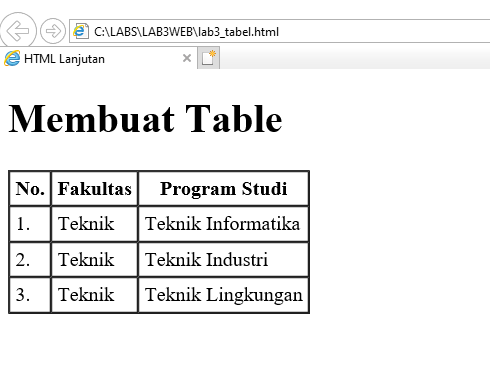 C:\LABS\LAB3WEB\lab3_tabel.html
HTML Lanjutan
Membuat Table
No. Fakultas Program Studi
1. Teknik Teknik Informatika
2. Teknik Teknik Industri
3. Teknik Teknik Lingkungan